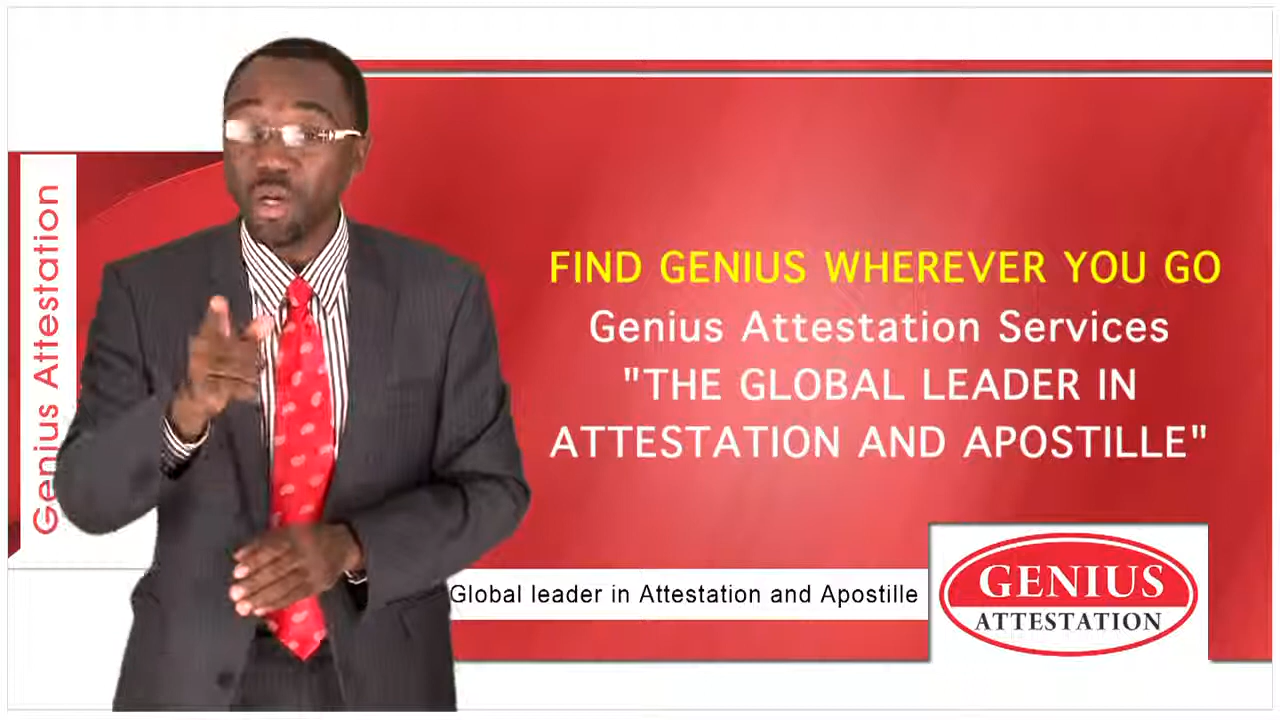 Genius Attestation
FIND GENIUS WHEREVER YOU GO
Genius Attestation Services
"THE GLOBAL LEADER IN
ATTESTATION AND APOSTILLE"
Global leader in Attestation and Apostille
GENIUS
ATTESTATION